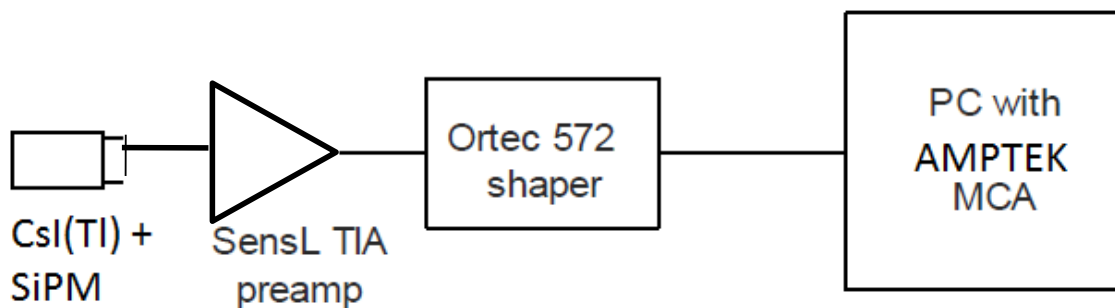 CsI(Tl) +
SiPM
SensL TIA
preamp
Ortec 572
shaper
PC with
AMPTEK
MCA